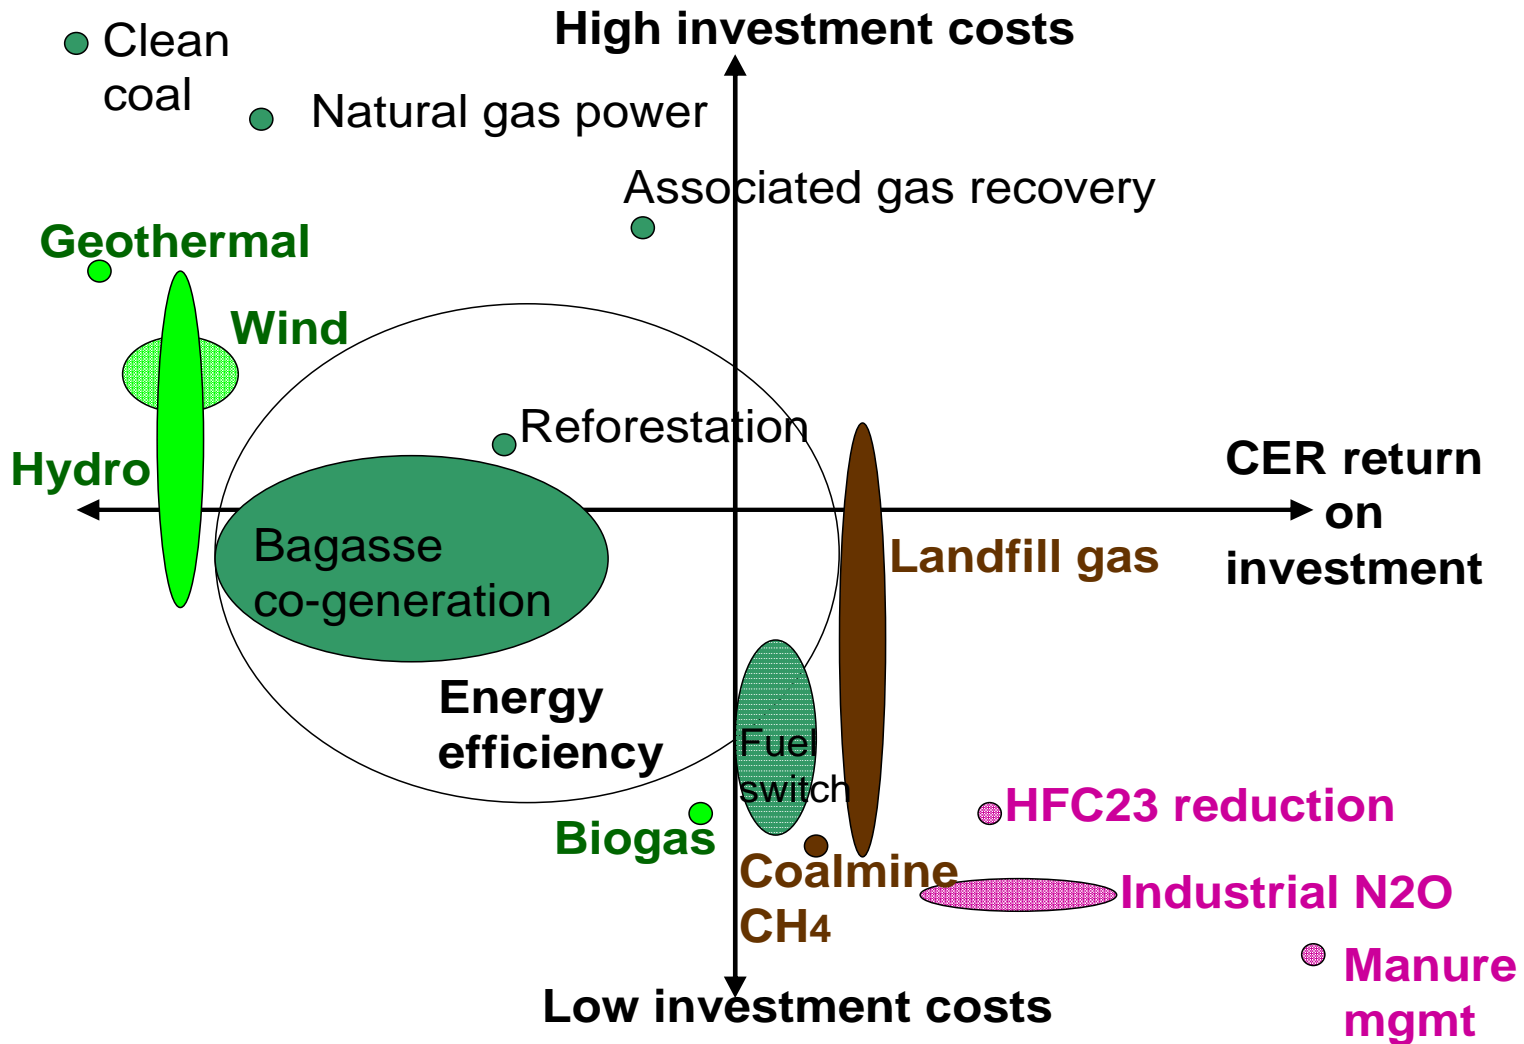 High investment costs
Clean
coal
Natural gas power
Associated gas recovery
Geothermal
Wind
Reforestation
Hydro
CER return
on
investment
Bagasse
co-generation
Landfill gas
Energy
efficiency
Fuel
switch
HFC23 reduction
Biogas
Coalmine
CH4
Industrial N2O
Manure
mgmt
Low investment costs